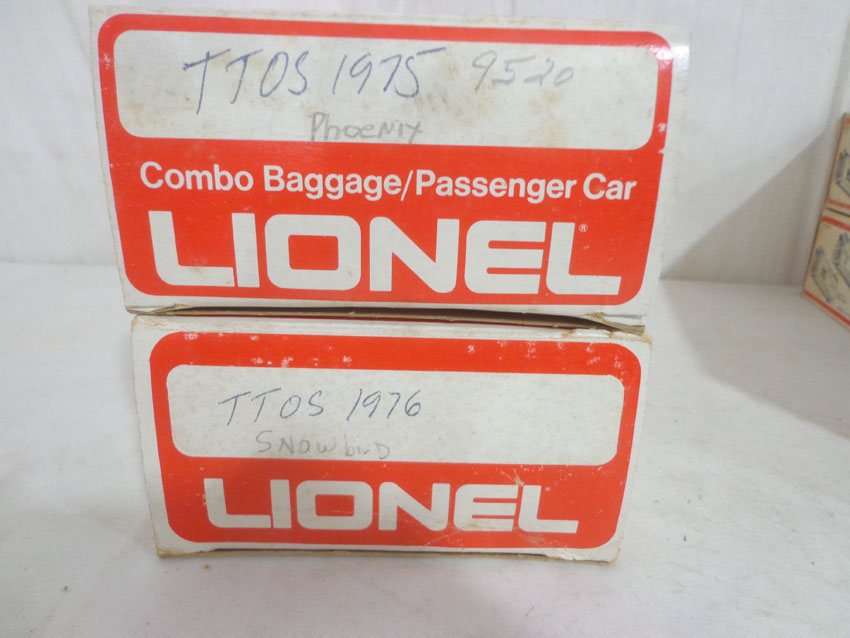 TTOS 1975 9520
Phoenix
Combo Baggage/Passenger Car
LIONEL®
TTOS 1976
SNOWbird
LIONEL